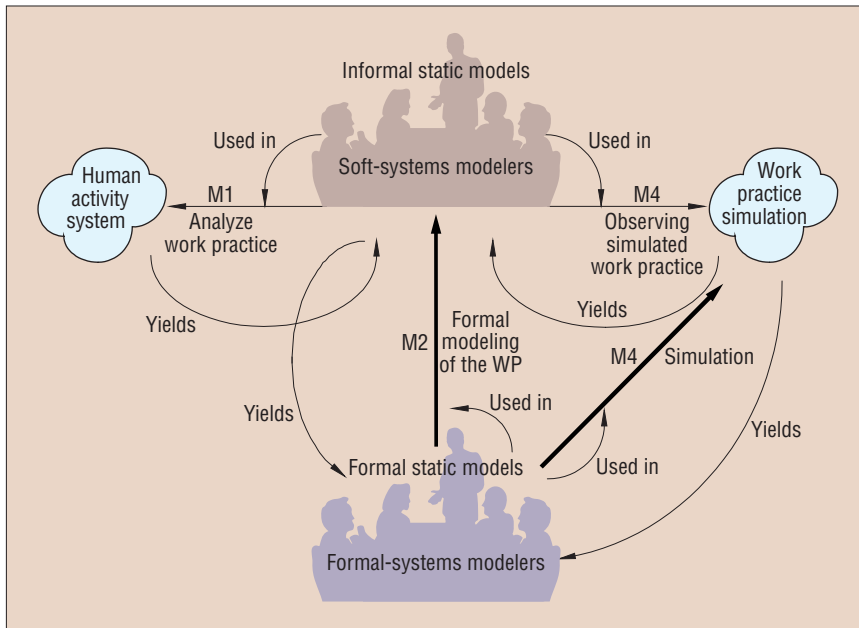 Informal static models
Used in
Used in
Soft-systems modelers
Human
activity
system
M1
Analyze
work practice
M4
Observing
simulated
work practice
Work
practice
simulation
Yields
Yields
M2
Formal
modeling
of the WP
M4
Simulation
Yields
Used in
Yields
Formal static models
Used in
Formal-systems modelers